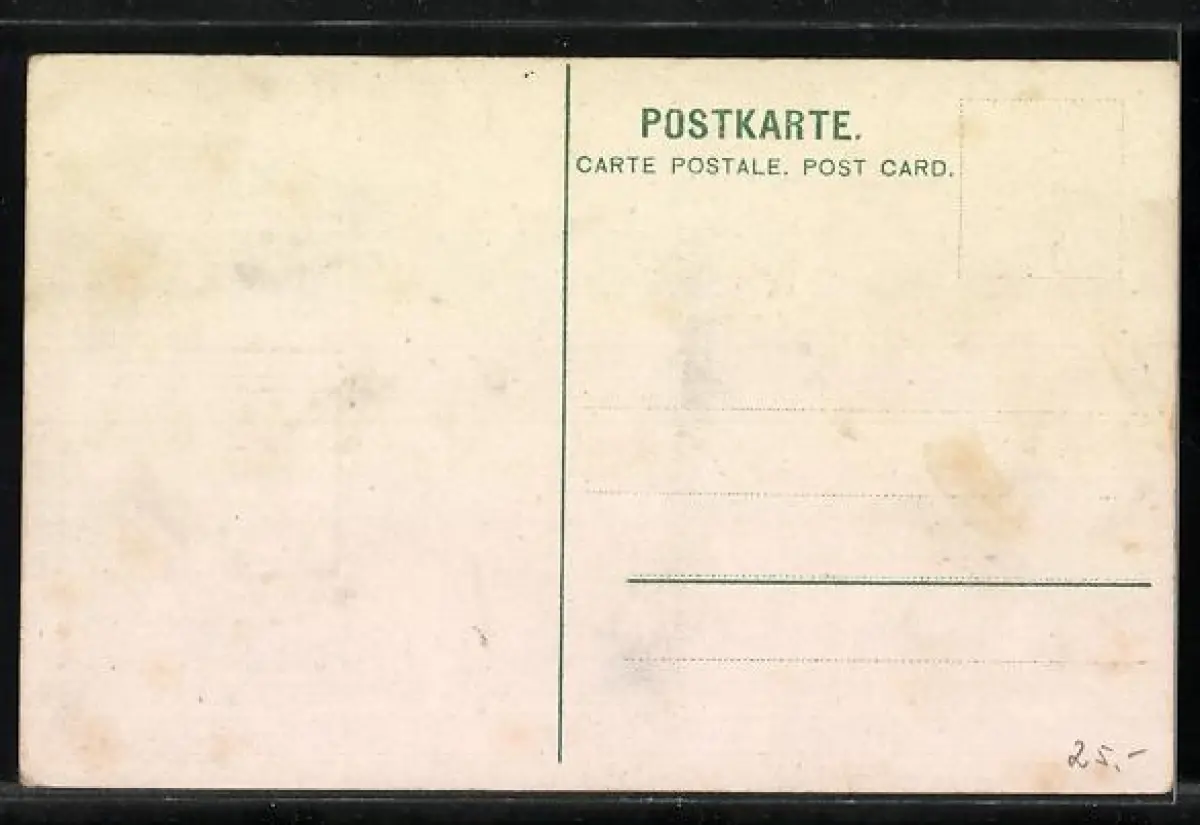 POSTKARTE.
CARTE POSTALE. POST CARD.
25.-